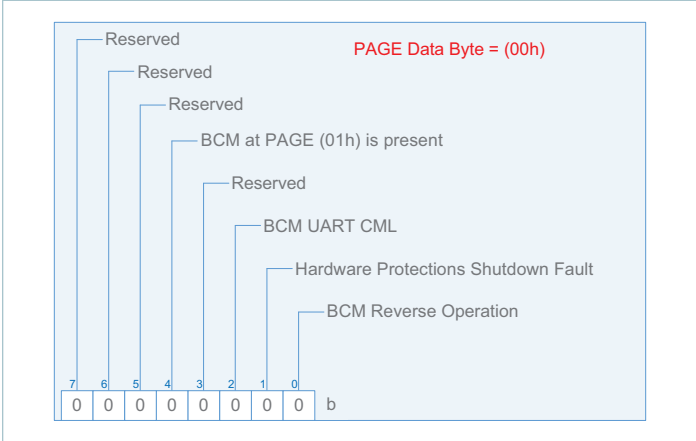 Reserved
PAGE Data Byte = (00h)
Reserved
Reserved
BCM at PAGE (01h) is present
Reserved
BCM UART CML
Hardware Protections Shutdown Fault
BCM Reverse Operation
7 6 5 4 3 2 1 0
0 0 0 0 0 0 0 0 b